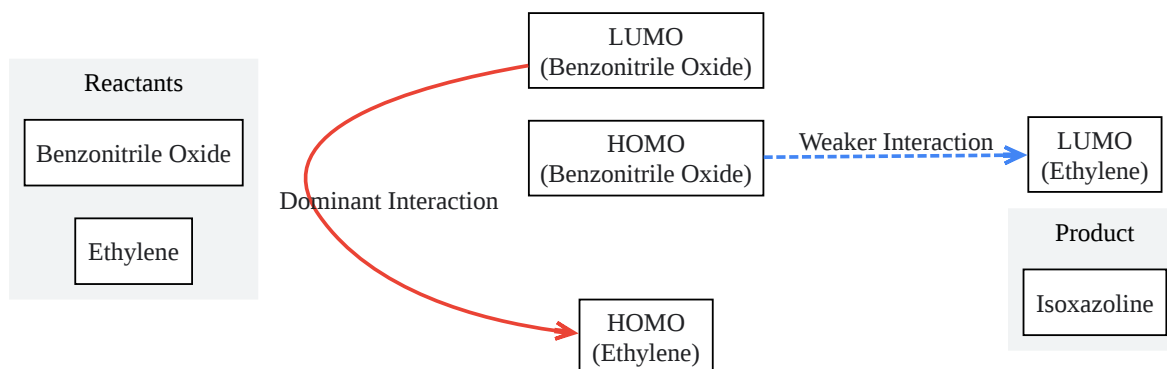 Reactants
Benzonitrile Oxide
Ethylene
Dominant Interaction
LUMO
(Benzonitrile Oxide)
HOMO
(Benzonitrile Oxide)
Weaker Interaction
LUMO
(Ethylene)
HOMO
(Ethylene)
Product
Isoxazoline